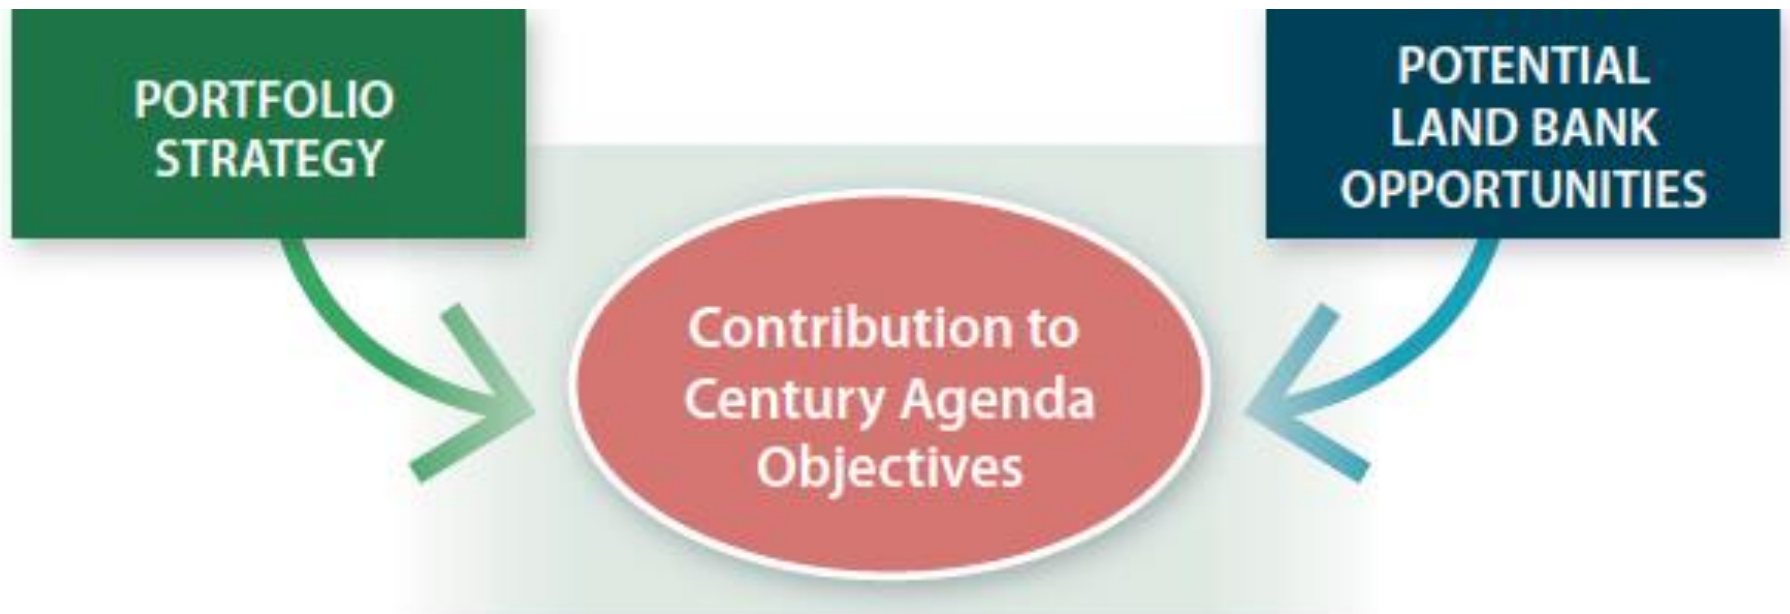 PORTFOLIO
STRATEGY
POTENTIAL
LAND BANK
OPPORTUNITIES
Contribution to
Century Agenda
Objectives